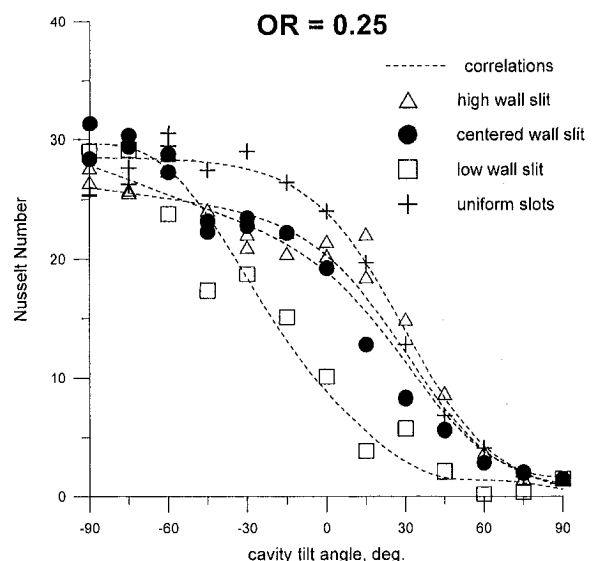 OR = 0.25
correlations
high wall slit
centered wall slit
low wall slit
uniform slots
Nusselt Number
40
30
20
10
0
-90
-60
-30
0
30
60
90
cavity tilt angle, deg.